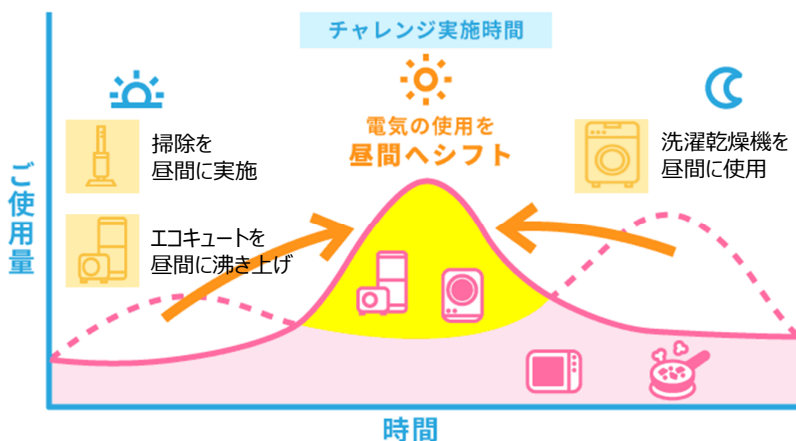 チャレンジ実施時間
電気の使用を
昼間へシフト
掃除を
昼間に実施
エコキュートを
昼間に沸き上げ
洗濯乾燥機を
昼間に使用
ご使用量
時間